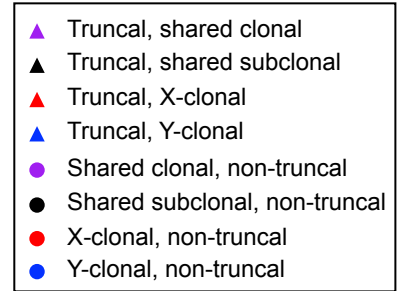 Truncal, shared clonal
Truncal, shared subclonal
Truncal, X-clonal
Truncal, Y-clonal
Shared clonal, non-truncal
Shared subclonal, non-truncal
X-clonal, non-truncal
Y-clonal, non-truncal